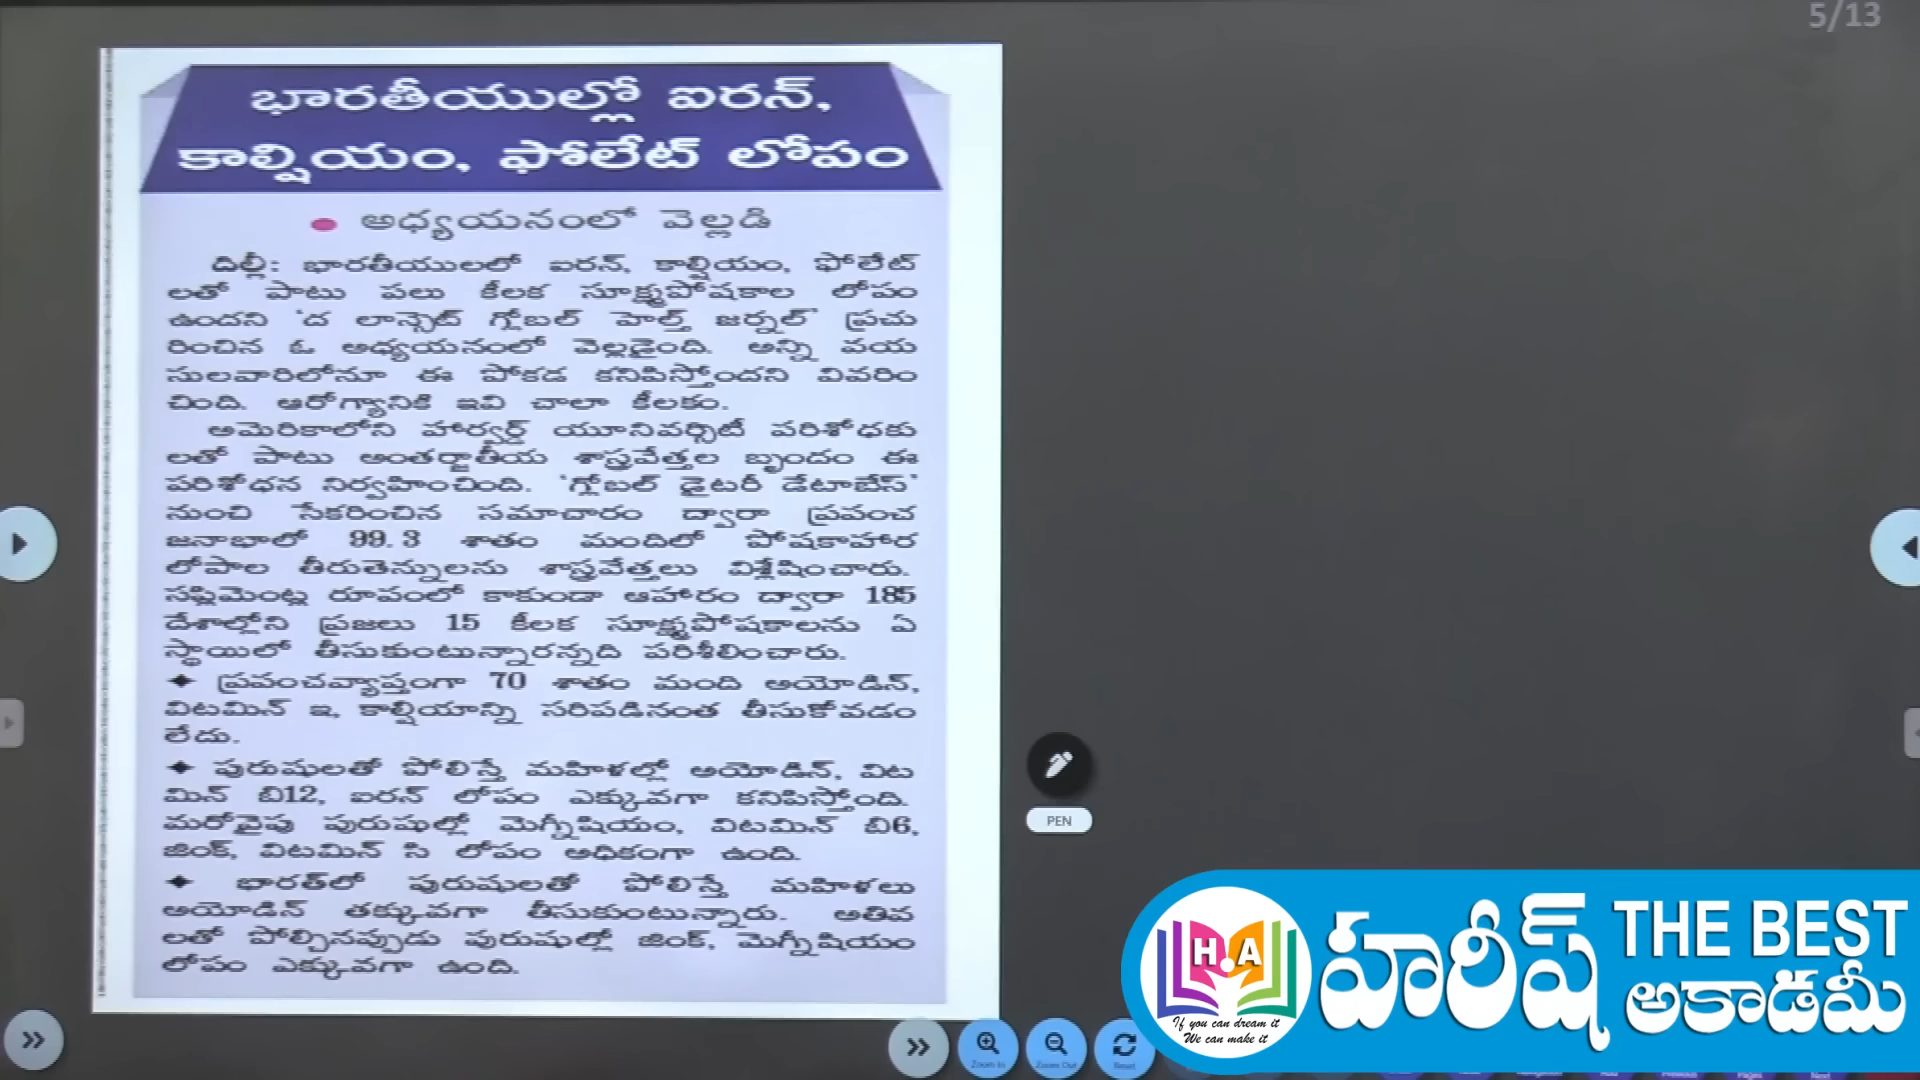 5/13
భారతీయుల్లో ఐరన్,
కాల్షియం, ఫోలేట్ లోపం
అధ్యయనంలో వెల్లడి
దిల్లీ: భారతీయులలో ఐరన్, కాల్షియం, ఫోలేట్
లతో పాటు పలు కీలక సూక్ష్మపోషకాల లోపం
ఉందని 'ద లాన్సెట్ గ్లోబల్ హెల్త్ జర్నల్' ప్రచు
రించిన ఓ అధ్యయనంలో వెల్లడైంది. అన్ని వయ
సులవారిలోనూ ఈ పోకడ కనిపిస్తోందని వివరిం
చింది. ఆరోగ్యానికి ఇవి చాలా కీలకం.
అమెరికాలోని హార్వర్డ్ యూనివర్సిటీ పరిశోధకు
లతో పాటు అంతర్జాతీయ శాస్త్రవేత్తల బృందం ఈ
పరిశోధన నిర్వహించింది. 'గ్లోబల్ డైటరీ డేటాబేస్'
నుంచి సేకరించిన సమాచారం ద్వారా ప్రపంచ
జనాభాలో 99.3 శాతం మందిలో పోషకాహార
లోపాల తీరుతెన్నులను శాస్త్రవేత్తలు విశ్లేషించారు.
సప్లిమెంట్ల రూపంలో కాకుండా ఆహారం ద్వారా 185
దేశాల్లోని ప్రజలు 15 కీలక సూక్ష్మపోషకాలను ఏ
స్థాయిలో తీసుకుంటున్నారన్నది పరిశీలించారు.
✦ ప్రపంచవ్యాప్తంగా 70 శాతం మంది అయోడిన్,
విటమిన్ ఇ, కాల్షియాన్ని సరిపడినంత తీసుకోవడం
లేదు.
✦ పురుషులతో పోలిస్తే మహిళల్లో అయోడిన్, విట
మిన్ బి12, ఐరన్ లోపం ఎక్కువగా కనిపిస్తోంది.
మరోవైపు పురుషుల్లో మెగ్నీషియం, విటమిన్ బి6,
జింక్, విటమిన్ సి లోపం అధికంగా ఉంది.
✦ భారత్‌లో పురుషులతో పోలిస్తే మహిళలు
అయోడిన్ తక్కువగా తీసుకుంటున్నారు. అతివ
లతో పోల్చినప్పుడు పురుషుల్లో జింక్, మెగ్నీషియం
లోపం ఎక్కువగా ఉంది.
PEN
Zoom In
Zoom Out
Reset
H.A
If you can dream it
We can make it
హరీష్
THE BEST
అకాడమీ